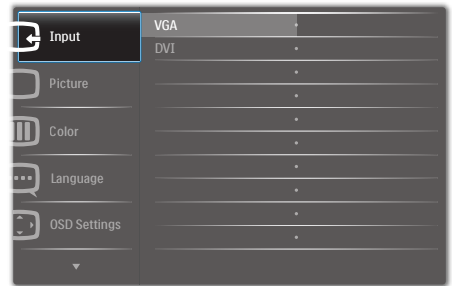 Input
VGA
DVI
Picture
Color
Language
OSD Settings